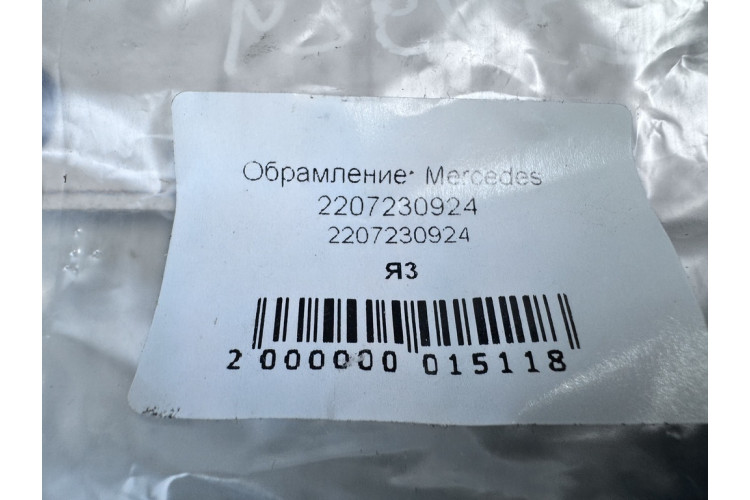 Обрамление Mercedes
2207230924
2207230924
Я3
2 000000 015118